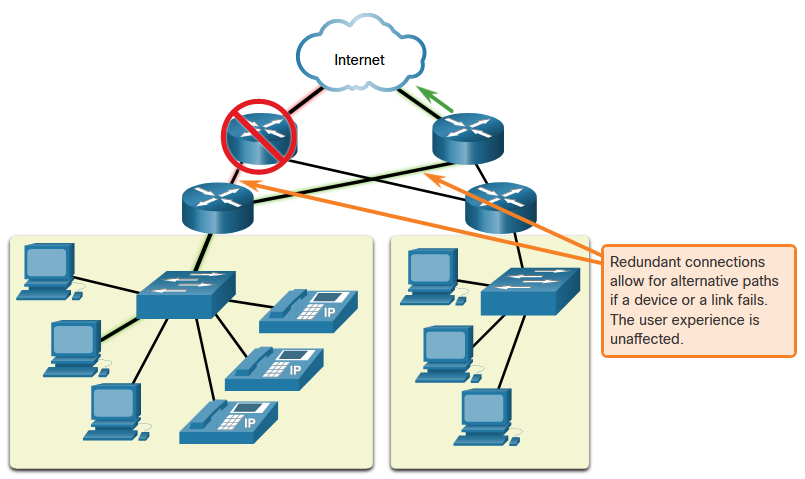 Internet
Redundant connections
allow for alternative paths
if a device or a link fails.
The user experience is
unaffected.
IP
IP
IP